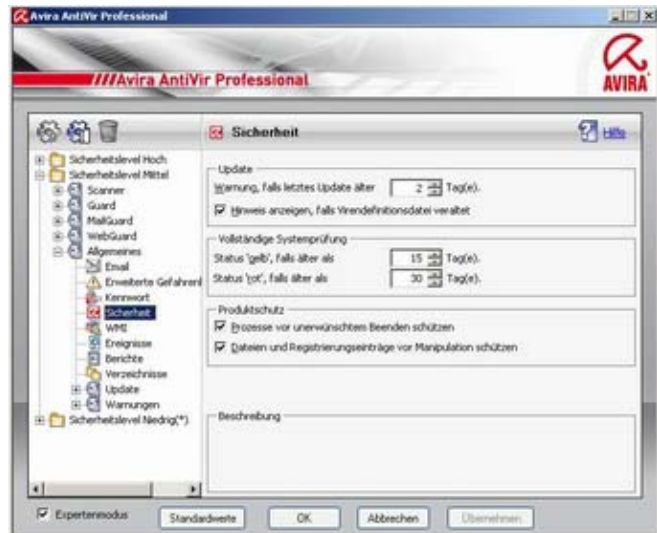 Avira AntiVir Professional
Avira AntiVir Professional
AVIRA
Sicherheit
Hilfe
Sicherheitslevel Hoch
Sicherheitslevel Mittel
Scanner
Guard
MailGuard
WebGuard
Allgemeines
Email
Erweiterte Gefahren
Kennwort
Sicherheit
WMI
Ereignisse
Berichte
Verzeichnisse
Update
Warnungen
Sicherheitslevel Niedrig(*)
Update
Warnung, falls letztes Update älter 2 Tag(e).
Hinweis anzeigen, falls Virendefinitionsdatei veraltet
Vollständige Systemprüfung
Status 'gelb', falls älter als 15 Tag(e).
Status 'rot', falls älter als 30 Tag(e).
Produktschutz
Prozesse vor unerwünschtem Beenden schützen
Dateien und Registrierungseinträge vor Manipulation schützen
Beschreibung
Expertenmodus
Standardwerte
OK
Abbrechen
Übernehmen